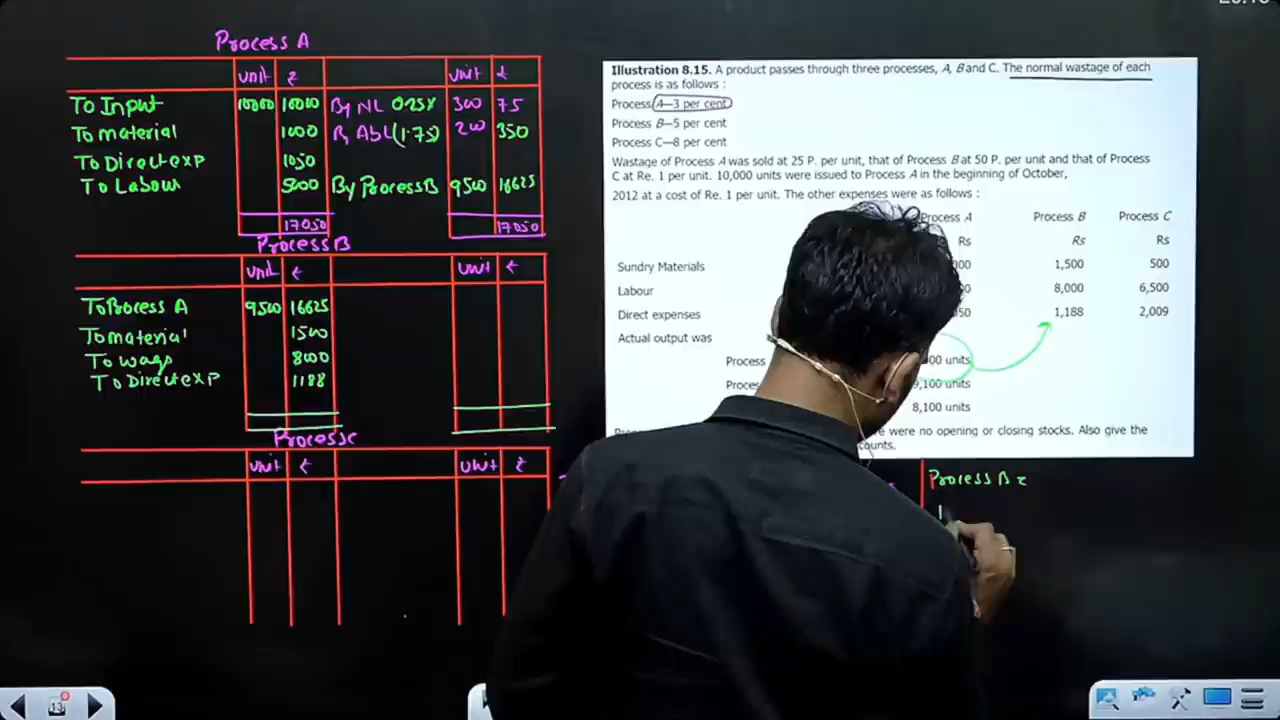 Process A
unit ₹ unit ₹
To Input 10000 10000 By NL 0.25x 300 75
To material 1000 By AbL (1.75) 200 350
To Direct exp 1050
To Labour 5000 By Process B 9500 16625
17050 17050
Process B
unit ₹ unit ₹
To Process A 9500 16625
To material 1500
To wags 8000
To Direct exp 1188
Process C
unit ₹ unit ₹
Illustration 8.15. A product passes through three processes, A, B and C. The normal wastage of each
process is as follows :
Process A—3 per cent
Process B—5 per cent
Process C—8 per cent
Wastage of Process A was sold at 25 P. per unit, that of Process B at 50 P. per unit and that of Process
C at Re. 1 per unit. 10,000 units were issued to Process A in the beginning of October,
2012 at a cost of Re. 1 per unit. The other expenses were as follows :
Process A Process B Process C
Rs Rs Rs
Sundry Materials 1,500 500
Labour 8,000 6,500
Direct expenses 1,188 2,009
Actual output was
Process units
9,100 units
8,100 units
were no opening or closing stocks. Also give the
Process B =